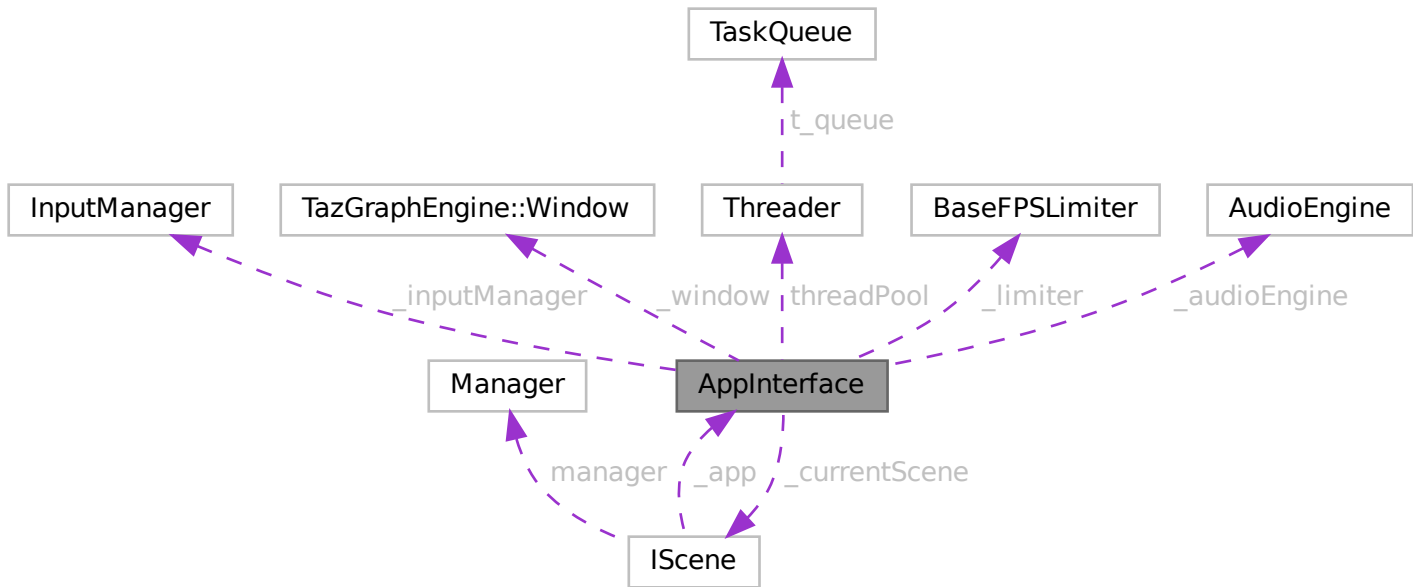 TaskQueue
t_queue
InputManager
TazGraphEngine::Window
Threader
BaseFPSLimiter
AudioEngine
_inputManager
_window
threadPool
_limiter
_audioEngine
Manager
AppInterface
manager
_app
_currentScene
IScene